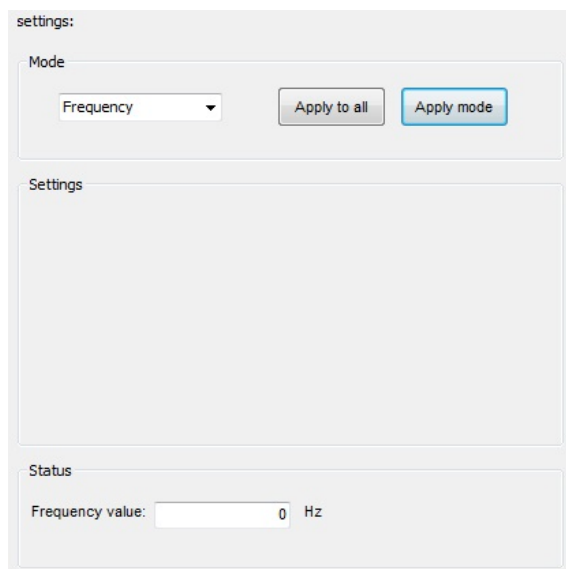 settings:
Mode
Frequency Apply to all Apply mode
Settings
Status
Frequency value: 0 Hz